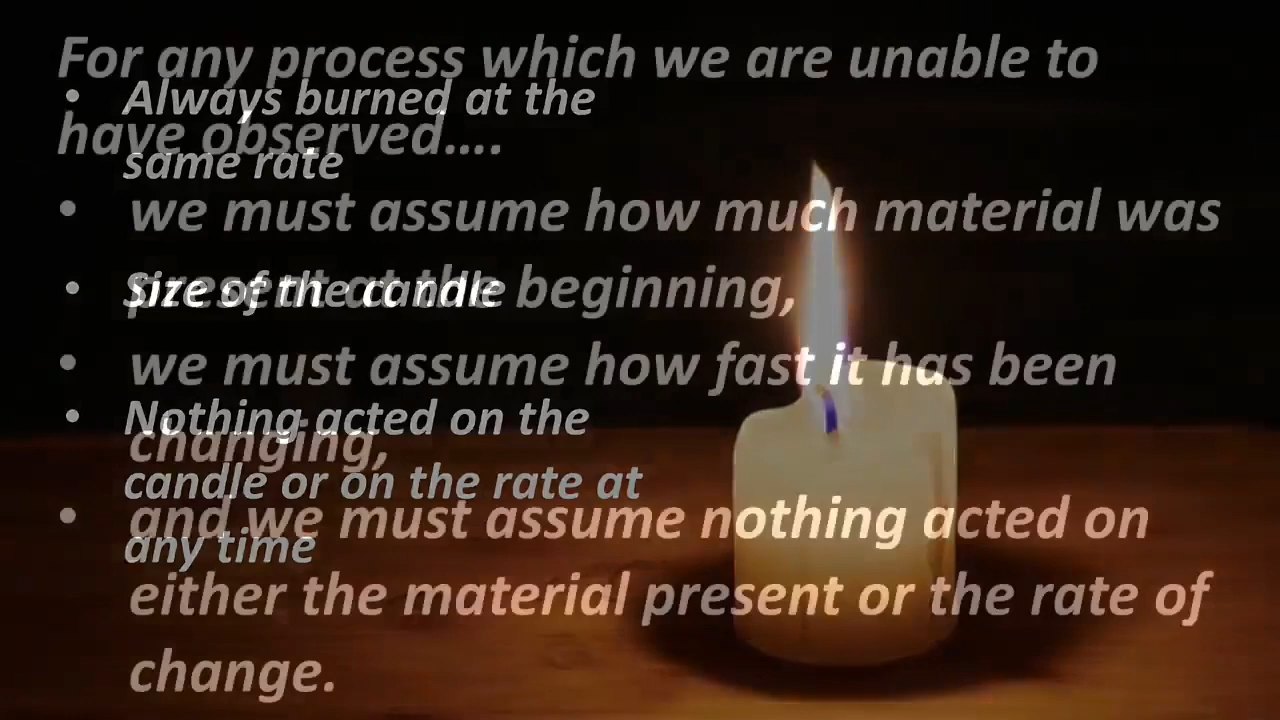 For any process which we are unable to
have observed....
• we must assume how much material was
present at the beginning,
• we must assume how fast it has been
changing,
• and we must assume nothing acted on
either the material present or the rate of
change.
• Always burned at the
same rate
• Size of the candle
• Nothing acted on the
candle or on the rate at
any time